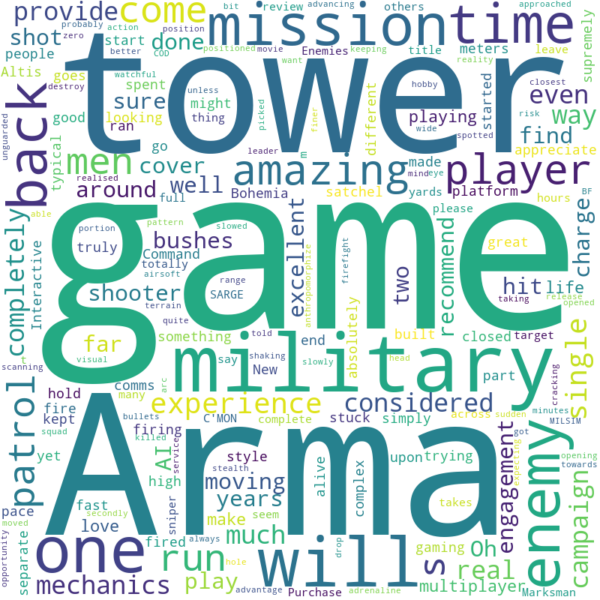 probably zero movie position start bit review advancing others
action better title Enemies keeping approached
provide come mission time
COD positioned people meters supremely
want reality
Altis shot done tower leave
watchful destroy unless hobby closest
goes spent looking might different even
typical good sure thing finer picked wide spotted risk
unguarded back ran playing started way
realised leader m eye BF
men cover go amazing made player find appreciate
able pattern slowed full mind
around well Bohemia platform yards hours
completely portion truly Command satchel please
bushes game two recommend great charge
Interactive totally airsoft range anthropomorphize firefight
shooter SARGE excellent hit life
terrain taking release opened
far something quite told New end built closed target
visual shaking absolutely single
patrol scanning slowly say arc military head part
experience considered across sudden minutes
hold comms many C'MON stuck simply upon trying cracking
fire bullets MILSIM
kept firing style AI Arma enemy
squad yet killed service got expecting
pace separate fired high moving alive complex engagement opening towards
fast stealth sniper years make seem takes
moved love secondly one will s Oh campaign
opportunity run much gaming real
always hole drop
mechanics play advantage Purchase adrenaline multiplayer Marksman
complete